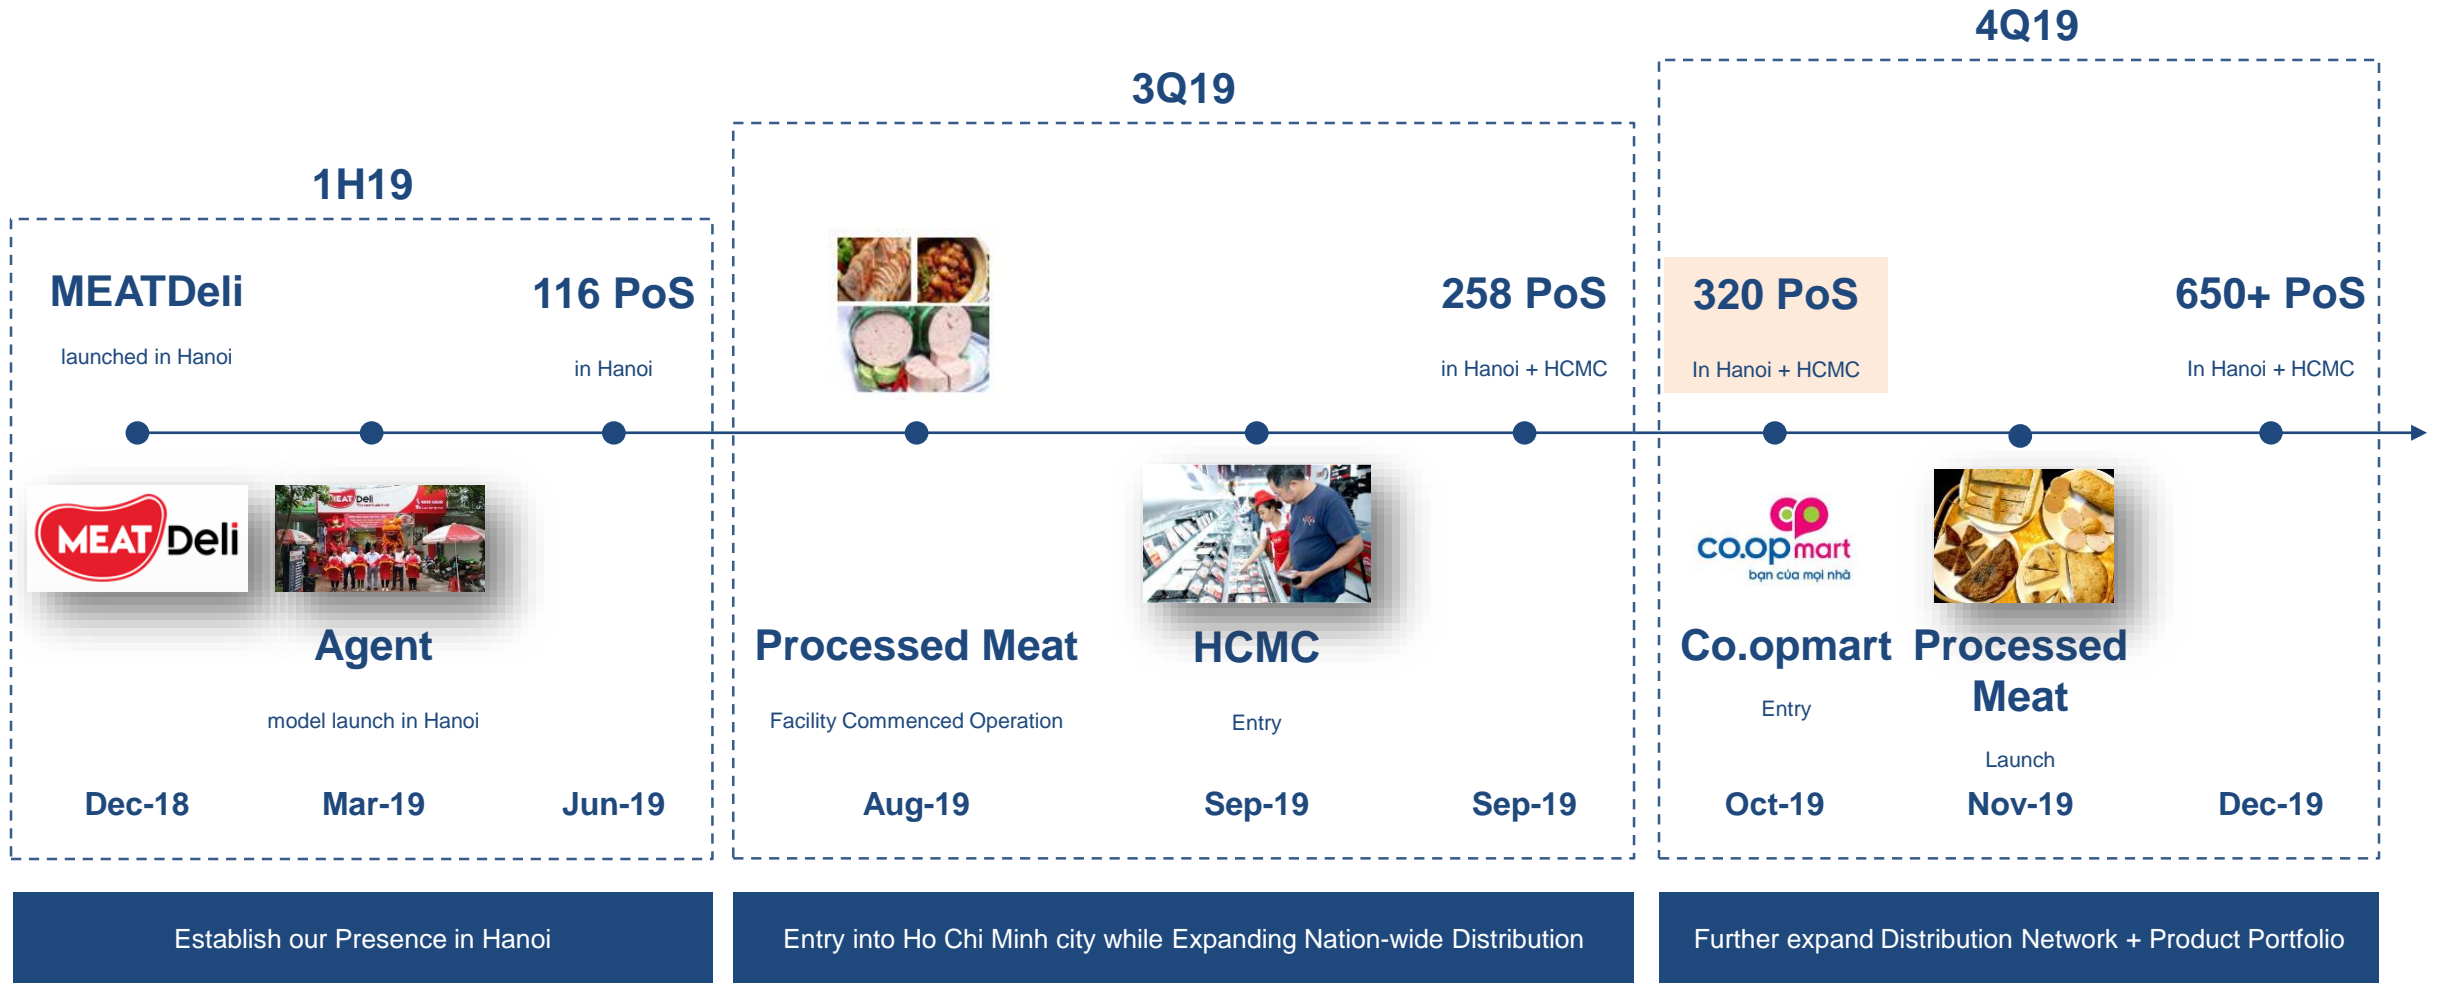 4Q19
3Q19
1H19
MEATDeli
launched in Hanoi
116 PoS
in Hanoi
258 PoS
in Hanoi + HCMC
320 PoS
In Hanoi + HCMC
650+ PoS
In Hanoi + HCMC
MEAT Deli
MEAT Deli
co.opmart
bạn của mọi nhà
Agent
model launch in Hanoi
Processed Meat
Facility Commenced Operation
HCMC
Entry
Co.opmart
Entry
Processed
Meat
Launch
Dec-18
Mar-19
Jun-19
Aug-19
Sep-19
Sep-19
Oct-19
Nov-19
Dec-19
Establish our Presence in Hanoi
Entry into Ho Chi Minh city while Expanding Nation-wide Distribution
Further expand Distribution Network + Product Portfolio